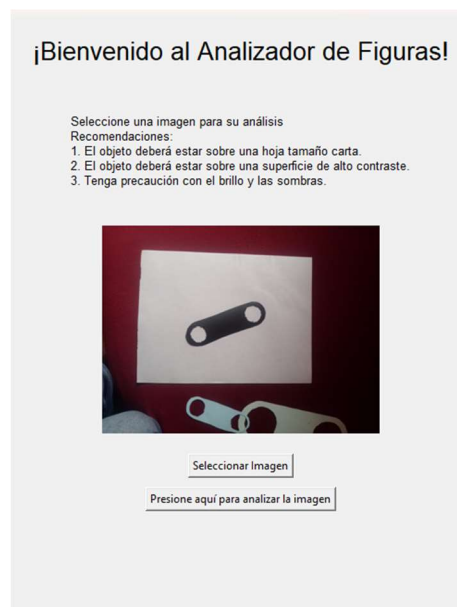 ¡Bienvenido al Analizador de Figuras!
Seleccione una imagen para su análisis
Recomendaciones:
1. El objeto deberá estar sobre una hoja tamaño carta.
2. El objeto deberá estar sobre una superficie de alto contraste.
3. Tenga precaución con el brillo y las sombras.
Seleccionar Imagen
Presione aquí para analizar la imagen